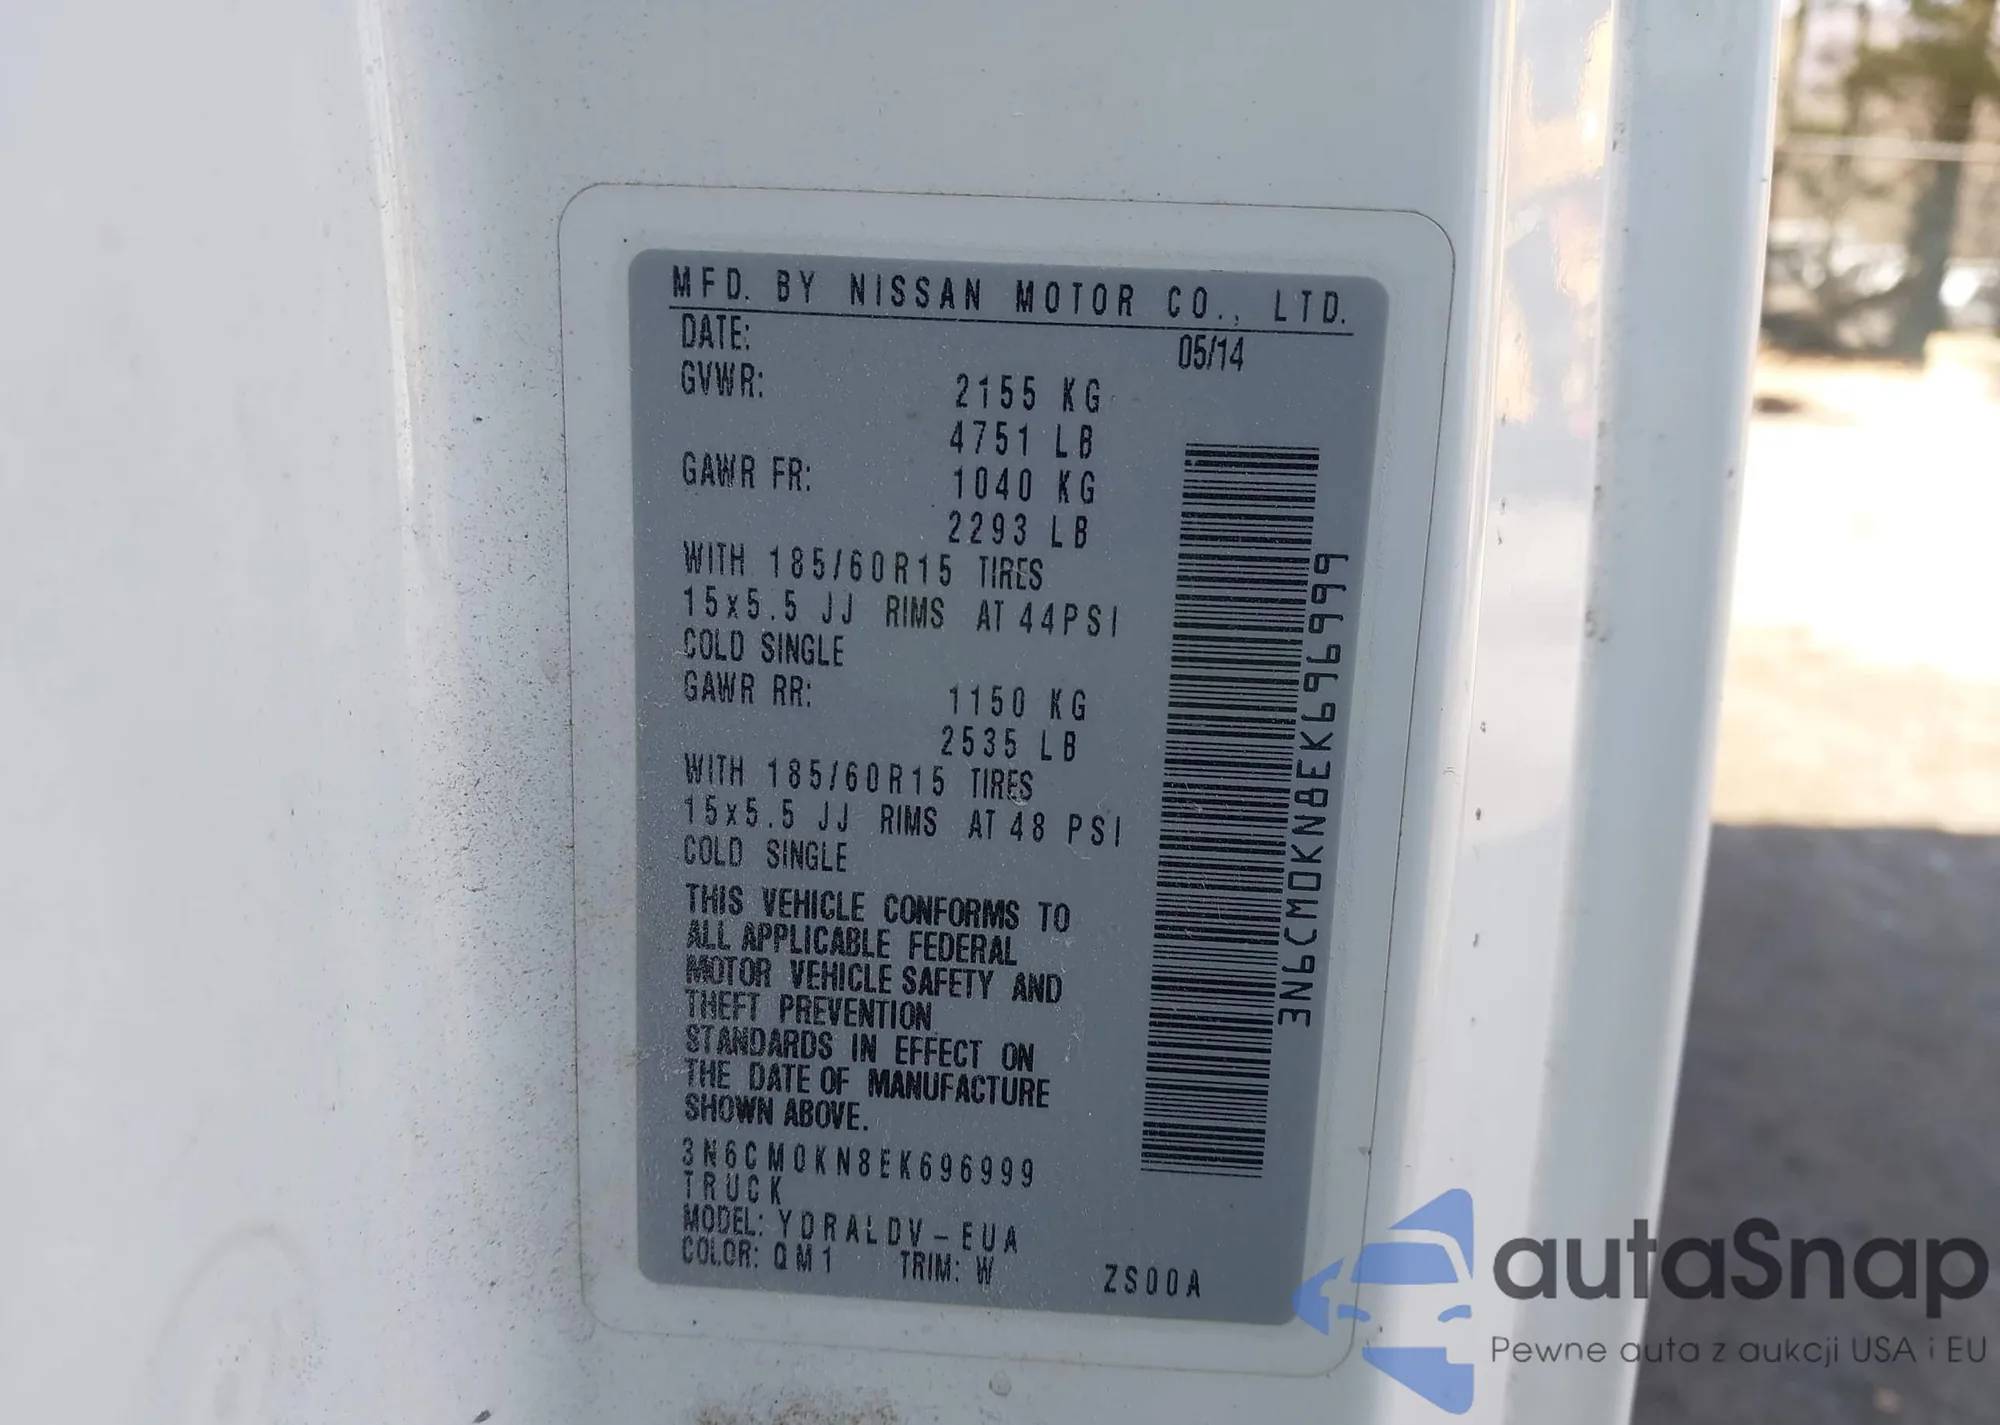 MFD. BY NISSAN MOTOR CO., LTD.
DATE: 05/14
GVWR: 2155 KG
4751 LB
GAWR FR: 1040 KG
2293 LB
WITH 185/60R15 TIRES
15x5.5 JJ RIMS AT 44PSI
COLD SINGLE
GAWR RR: 1150 KG
2535 LB
WITH 185/60R15 TIRES
15x5.5 JJ RIMS AT 48 PSI
COLD SINGLE
THIS VEHICLE CONFORMS TO
ALL APPLICABLE FEDERAL
MOTOR VEHICLE SAFETY AND
THEFT PREVENTION
STANDARDS IN EFFECT ON
THE DATE OF MANUFACTURE
SHOWN ABOVE.
3N6CM0KN8EK696999
TRUCK
MODEL: YDRALDV-EUA
COLOR: QM1 TRIM: W ZS00A
3N6CM0KN8EK696999
autaSnap
Pewne auta z aukcji USA i EU